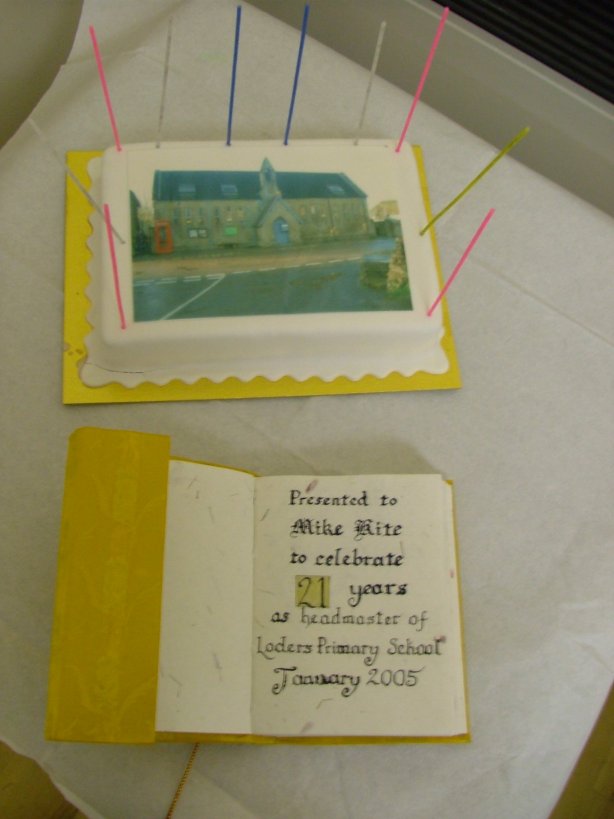 Presented to
Mike Kite
to celebrate
21 years
as headmaster of
Loders Primary School
January 2005